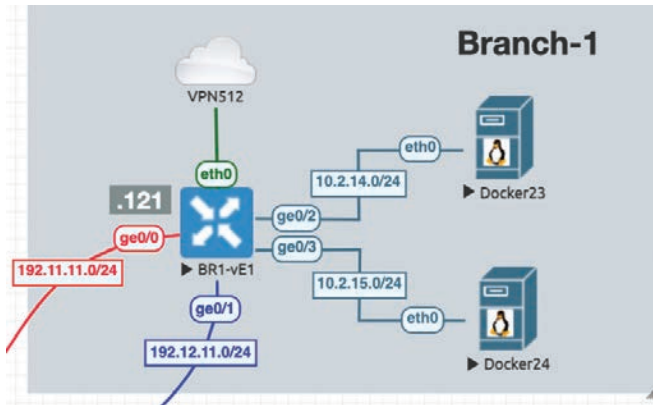 Branch-1
VPN512
eth0
.121
ge0/0
192.11.11.0/24
BR1-vE1
ge0/1
192.12.11.0/24
ge0/2
10.2.14.0/24
eth0
Docker23
ge0/3
10.2.15.0/24
eth0
Docker24